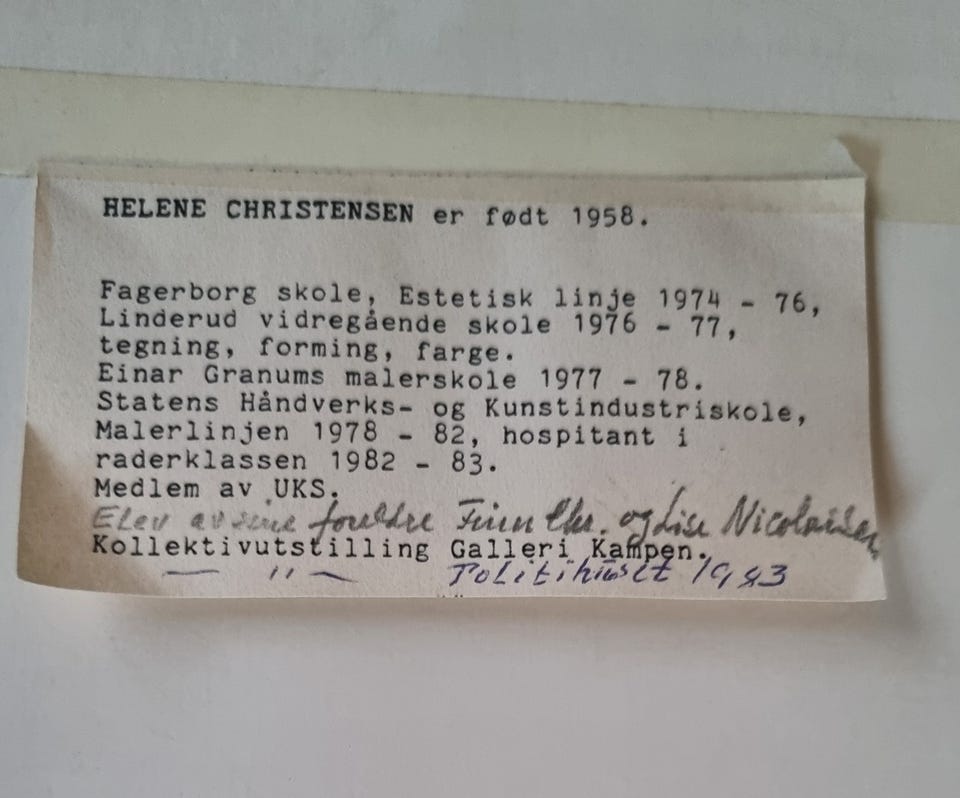 HELENE CHRISTENSEN er født 1958.
Fagerborg skole, Estetisk linje 1974 - 76,
Linderud vidregående skole 1976 - 77,
tegning, forming, farge.
Einar Granums malerskole 1977 - 78.
Statens Håndverks- og Kunstindustriskole,
Malerlinjen 1978 - 82, hospitant i
raderklassen 1982 - 83.
Medlem av UKS.
Elev av sine foreldre Finn Chr. og Lise Nicolaisen
Kollektivutstilling Galleri Kampen.
— " — Politihuset 1983